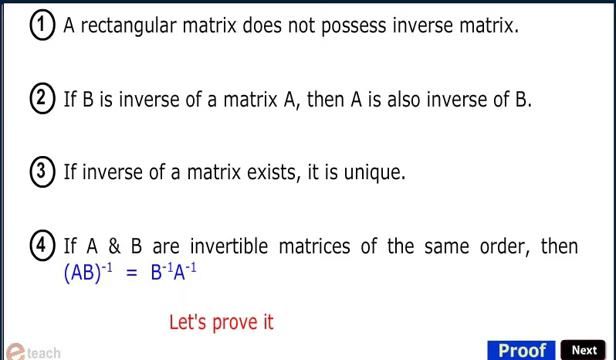 1 A rectangular matrix does not possess inverse matrix.
2 If B is inverse of a matrix A, then A is also inverse of B.
3 If inverse of a matrix exists, it is unique.
4 If A & B are invertible matrices of the same order, then
(AB)⁻¹ = B⁻¹A⁻¹
Let's prove it
eteach
Proof Next